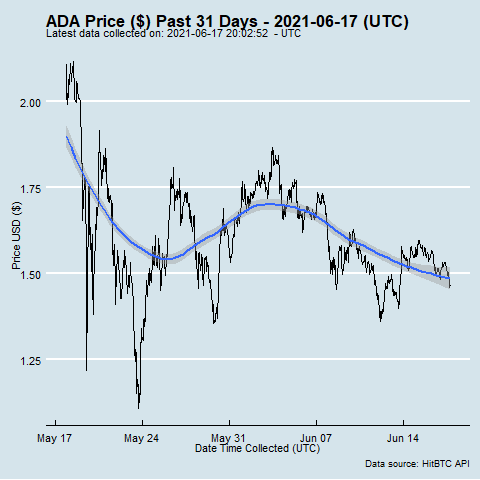 ADA Price ($) Past 31 Days - 2021-06-17 (UTC)
Latest data collected on: 2021-06-17 20:02:52 - UTC
Price USD ($)
2.00
1.75
1.50
1.25
May 17
May 24
May 31
Jun 07
Jun 14
Date Time Collected (UTC)
Data source: HitBTC API